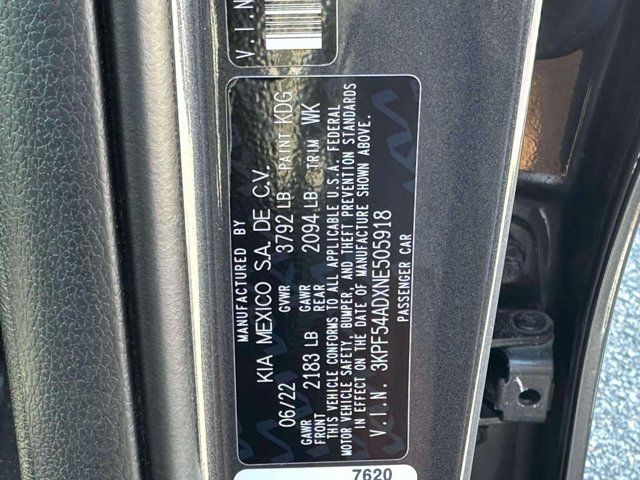 V.I.N
MANUFACTURED BY
KIA MEXICO S.A. DE C.V.
06/22 GVWR 3792 LB PAINT KDG
GAWR FRONT 2183 LB GAWR REAR 2094 LB TRIM WK
THIS VEHICLE CONFORMS TO ALL APPLICABLE U.S.A. FEDERAL
MOTOR VEHICLE SAFETY, BUMPER, AND THEFT PREVENTION STANDARDS
IN EFFECT ON THE DATE OF MANUFACTURE SHOWN ABOVE.
V.I.N. 3KPF54ADXNE505918
PASSENGER CAR
7620